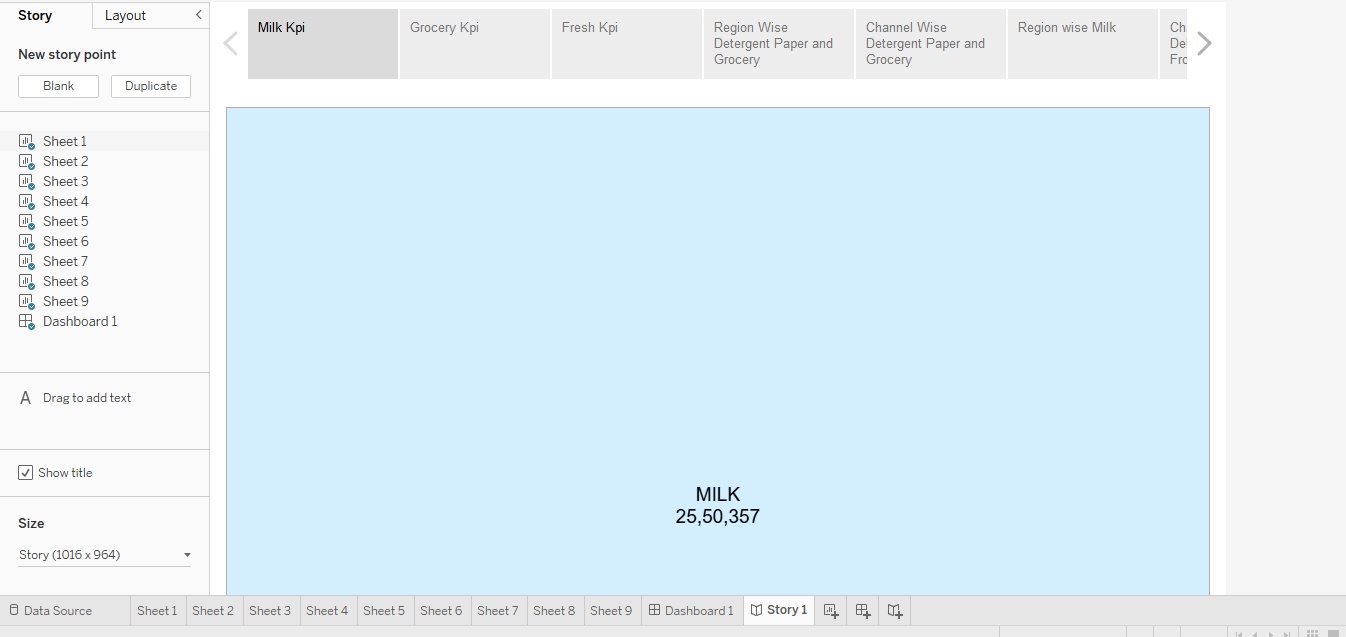 Story
Layout
New story point
Blank
Duplicate
Sheet 1
Sheet 2
Sheet 3
Sheet 4
Sheet 5
Sheet 6
Sheet 7
Sheet 8
Sheet 9
Dashboard 1
A Drag to add text
Show title
Size
Story (1016 x 964)
Milk Kpi
Grocery Kpi
Fresh Kpi
Region Wise
Detergent Paper and
Grocery
Channel Wise
Detergent Paper and
Grocery
Region wise Milk
MILK
25,50,357
Data Source
Sheet 1
Sheet 2
Sheet 3
Sheet 4
Sheet 5
Sheet 6
Sheet 7
Sheet 8
Sheet 9
Dashboard 1
Story 1